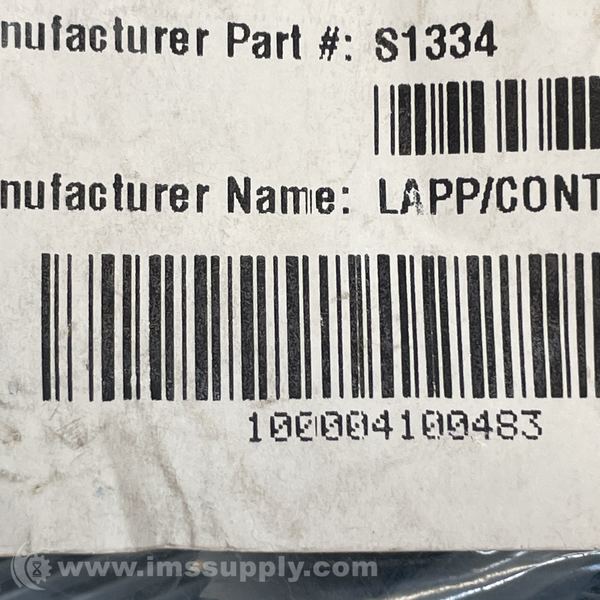 nufacturer Part #: S1334
nufacturer Name: LAPP/CONT
100004100483
www.imssupply.com